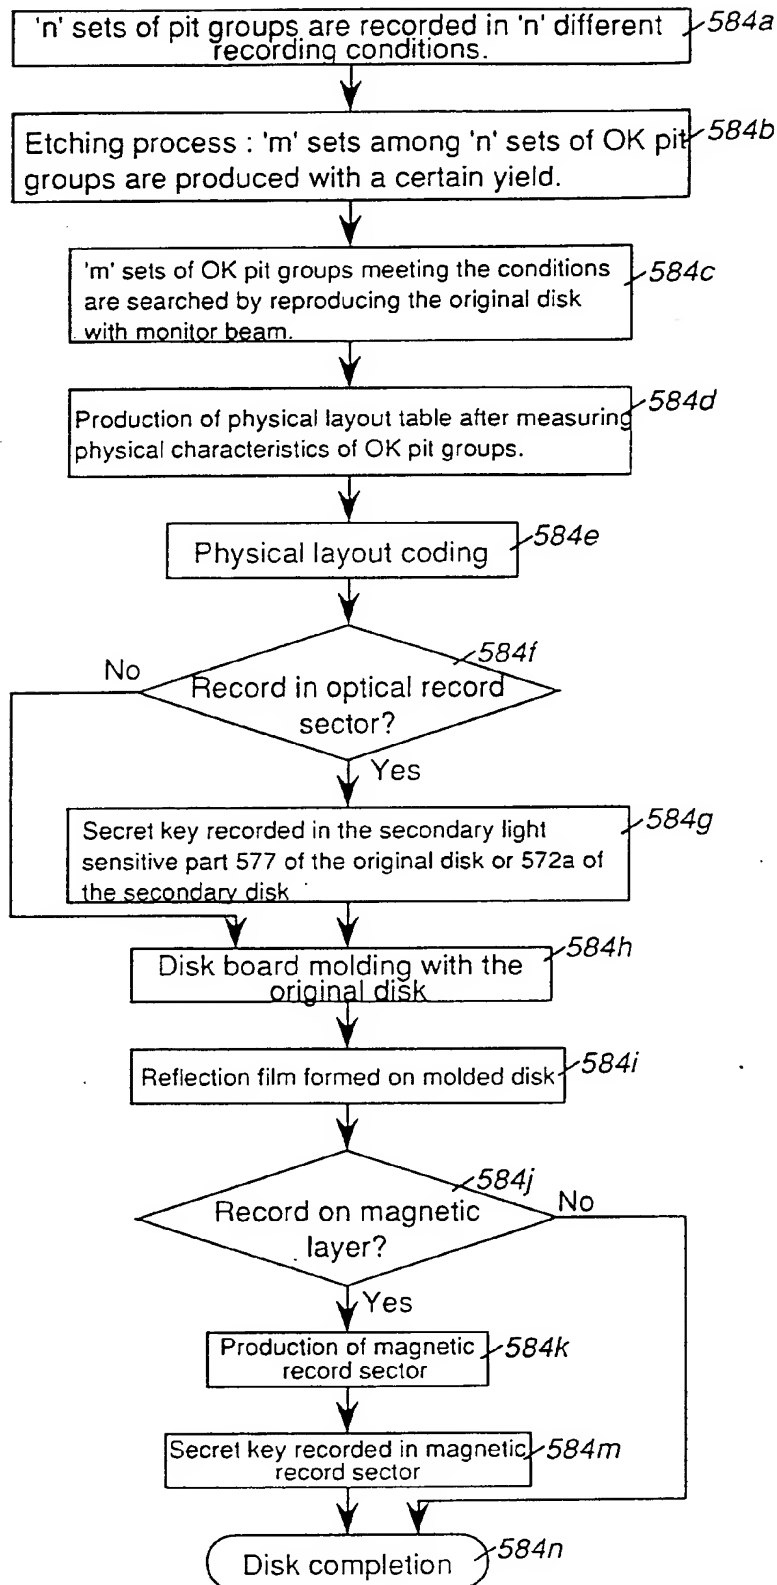 'n' sets of pit groups are recorded in 'n' different
recording conditions.
584a
Etching process : 'm' sets among 'n' sets of OK pit
groups are produced with a certain yield.
584b
'm' sets of OK pit groups meeting the conditions
are searched by reproducing the original disk
with monitor beam.
584c
Production of physical layout table after measuring
physical characteristics of OK pit groups.
584d
Physical layout coding
584e
584f
No
Record in optical record
sector?
Yes
Secret key recorded in the secondary light
sensitive part 577 of the original disk or 572a of
the secondary disk
584g
Disk board molding with the
original disk
584h
Reflection film formed on molded disk
584i
584j
No
Record on magnetic
layer?
Yes
Production of magnetic
record sector
584k
Secret key recorded in magnetic
record sector
584m
Disk completion
584n